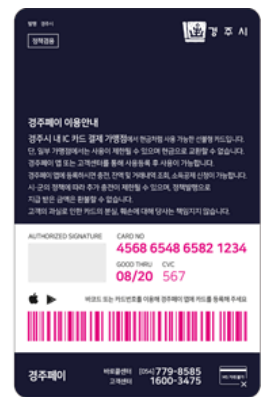 발행 경주시
경주시
정책겸용
경주페이 이용안내
경주시 내 IC 카드 결제 가맹점에서 현금처럼 사용 가능한 선불형 카드입니다.
단, 일부 가맹점에서는 사용이 제한될 수 있으며 현금으로 교환할 수 없습니다.
경주페이 앱 또는 고객센터를 통해 사용등록 후 사용이 가능합니다.
경주페이 앱에 등록하시면 충전, 잔액 및 거래내역 조회, 소득공제 신청이 가능합니다.
시·군의 정책에 따라 추가 충전이 제한될 수 있으며, 정책발행으로
지급 받은 금액은 환불할 수 없습니다.
고객의 과실로 인한 카드의 분실, 훼손에 대해 당사는 책임지지 않습니다.
AUTHORIZED SIGNATURE
CARD NO
4568 6548 6582 1234
GOOD THRU CVC
08/20 567
바코드 또는 카드번호를 이용해 경주페이 앱에 카드를 등록해 주세요
경주페이
바로콜센터 (054) 779-8585
고객센터 1600-3475